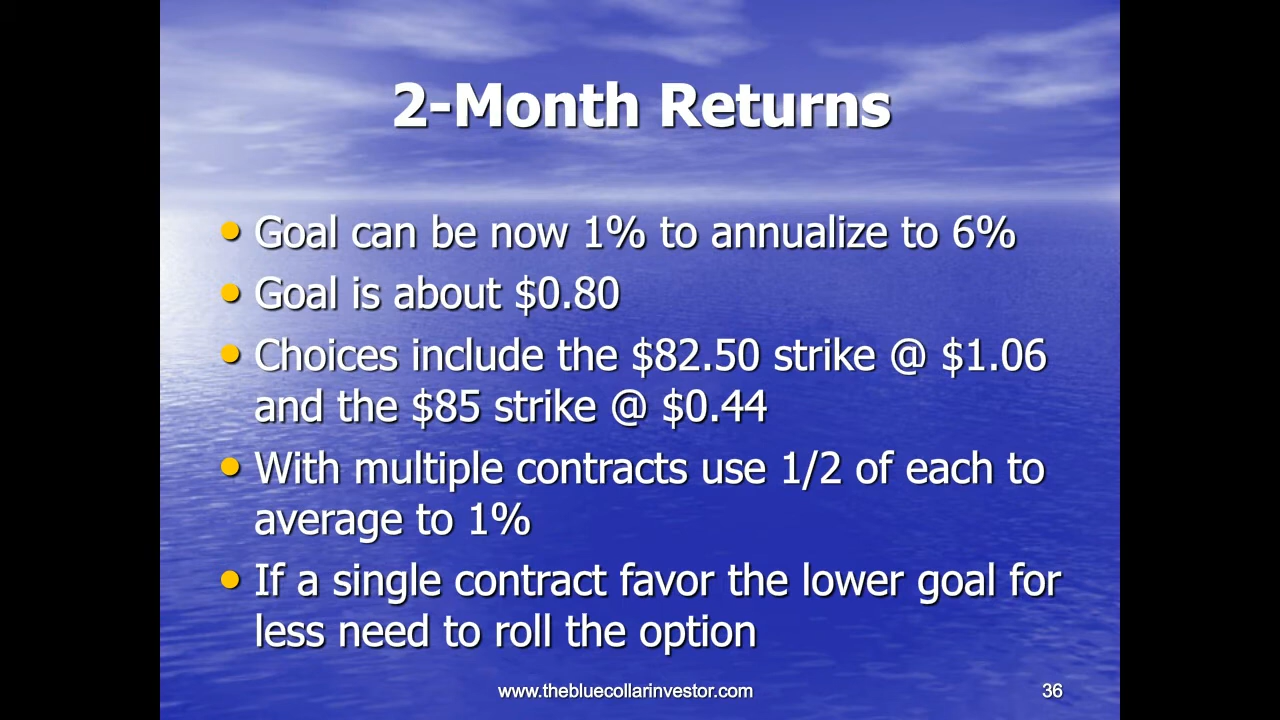 2-Month Returns
• Goal can be now 1% to annualize to 6%
• Goal is about $0.80
• Choices include the $82.50 strike @ $1.06
and the $85 strike @ $0.44
• With multiple contracts use 1/2 of each to
average to 1%
• If a single contract favor the lower goal for
less need to roll the option
www.thebluecollarinvestor.com
36